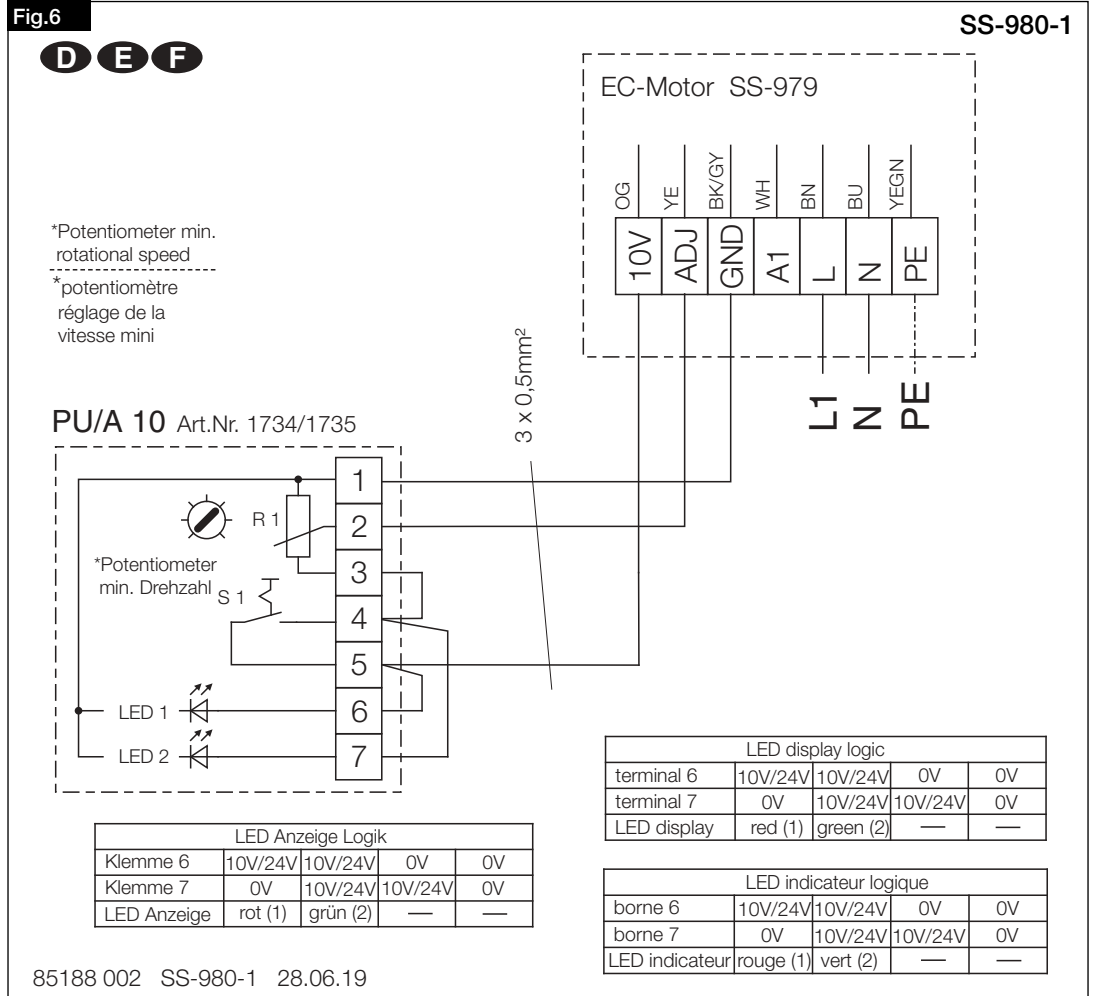 Fig.6
SS-980-1
D E F
EC-Motor SS-979
OG YE BK/GY WH BN BU YEGN
10V ADJ GND A1 L N PE
L1 N PE
*Potentiometer min.
rotational speed
*potentiomètre
réglage de la
vitesse mini
3 x 0,5mm²
PU/A 10 Art.Nr. 1734/1735
1
R 1
2
*Potentiometer
min. Drehzahl
3
S 1
4
5
LED 1
6
LED 2
7
LED display logic
terminal 6 10V/24V 10V/24V 0V 0V
terminal 7 0V 10V/24V 10V/24V 0V
LED display red (1) green (2) — —
LED Anzeige Logik
Klemme 6 10V/24V 10V/24V 0V 0V
Klemme 7 0V 10V/24V 10V/24V 0V
LED Anzeige rot (1) grün (2) — —
LED indicateur logique
borne 6 10V/24V 10V/24V 0V 0V
borne 7 0V 10V/24V 10V/24V 0V
LED indicateur rouge (1) vert (2) — —
85188 002 SS-980-1 28.06.19